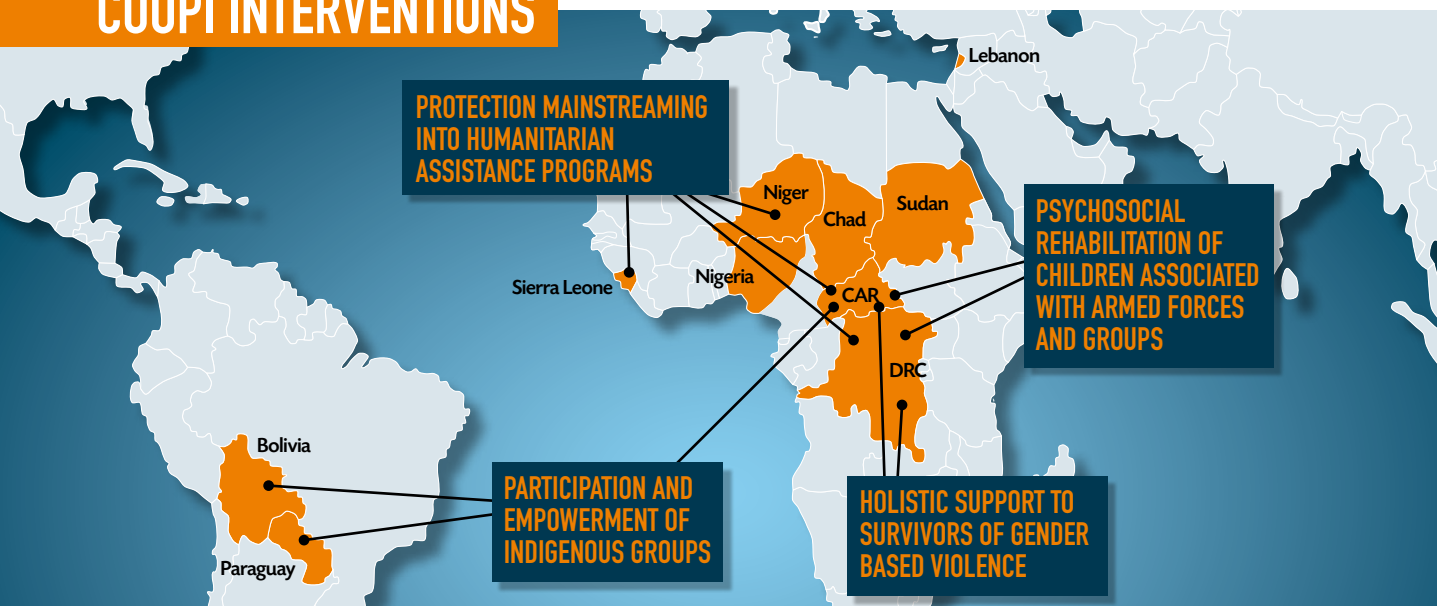 COOPI INTERVENTIONS
Lebanon
PROTECTION MAINSTREAMING
INTO HUMANITARIAN
ASSISTANCE PROGRAMS
Niger
Chad
Sudan
PSYCHOSOCIAL
REHABILITATION OF
CHILDREN ASSOCIATED
WITH ARMED FORCES
AND GROUPS
Sierra Leone
Nigeria
CAR
DRC
Bolivia
Paraguay
PARTICIPATION AND
EMPOWERMENT OF
INDIGENOUS GROUPS
HOLISTIC SUPPORT TO
SURVIVORS OF GENDER
BASED VIOLENCE